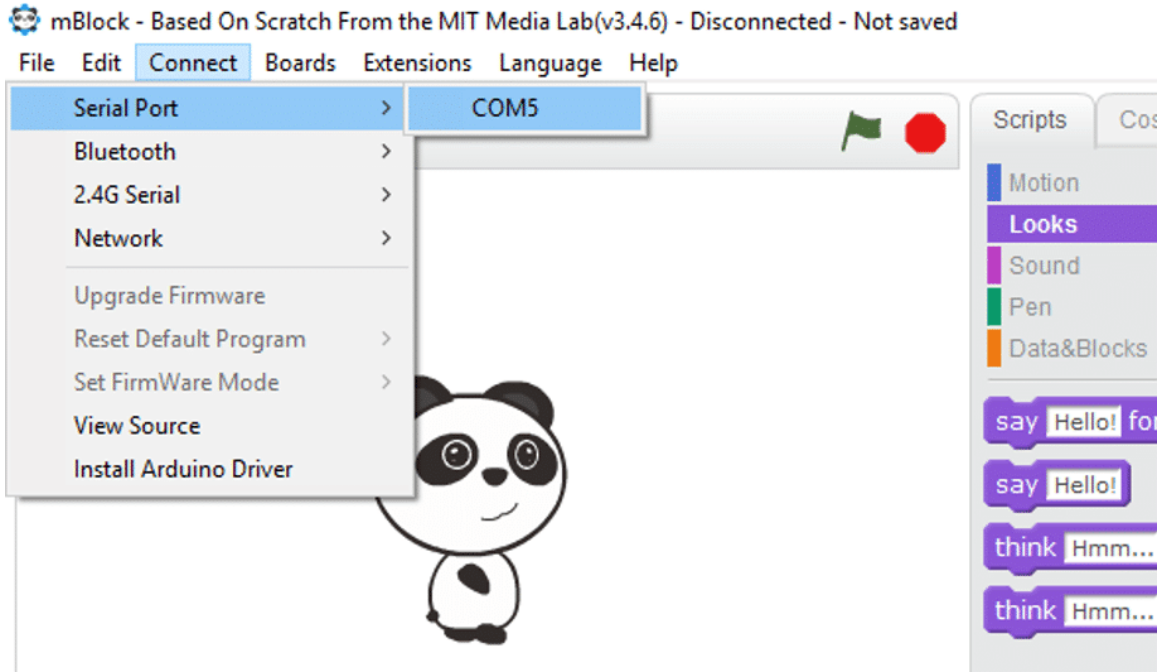 mBlock - Based On Scratch From the MIT Media Lab(v3.4.6) - Disconnected - Not saved
File Edit Connect Boards Extensions Language Help
Serial Port
COM5
Bluetooth
2.4G Serial
Network
Upgrade Firmware
Reset Default Program
Set FirmWare Mode
View Source
Install Arduino Driver
Scripts
Motion
Looks
Sound
Pen
Data&Blocks
say Hello!
say Hello!
think Hmm...
think Hmm...